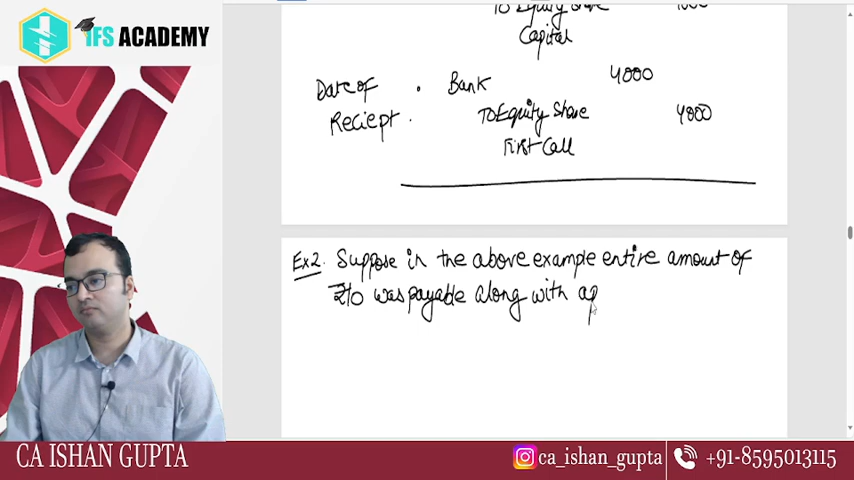 IFS ACADEMY
To Equity Share 1000
Capital
Date of . Bank 4000
Reciept . To Equity Share 4000
First Call
Ex2. Suppose in the above example entire amount of
₹10 was payable along with ap
CA ISHAN GUPTA
ca_ishan_gupta
+91-8595013115